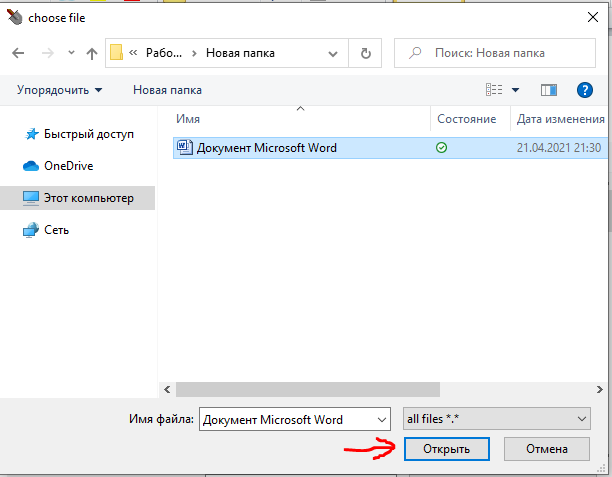 choose file
« Рабо... › Новая папка
Поиск: Новая папка
Упорядочить
Новая папка
?
Имя
Состояние
Дата изменения
Быстрый доступ
Документ Microsoft Word
21.04.2021 21:30
OneDrive
Этот компьютер
Сеть
Имя файла:
Документ Microsoft Word
all files *.*
Открыть
Отмена